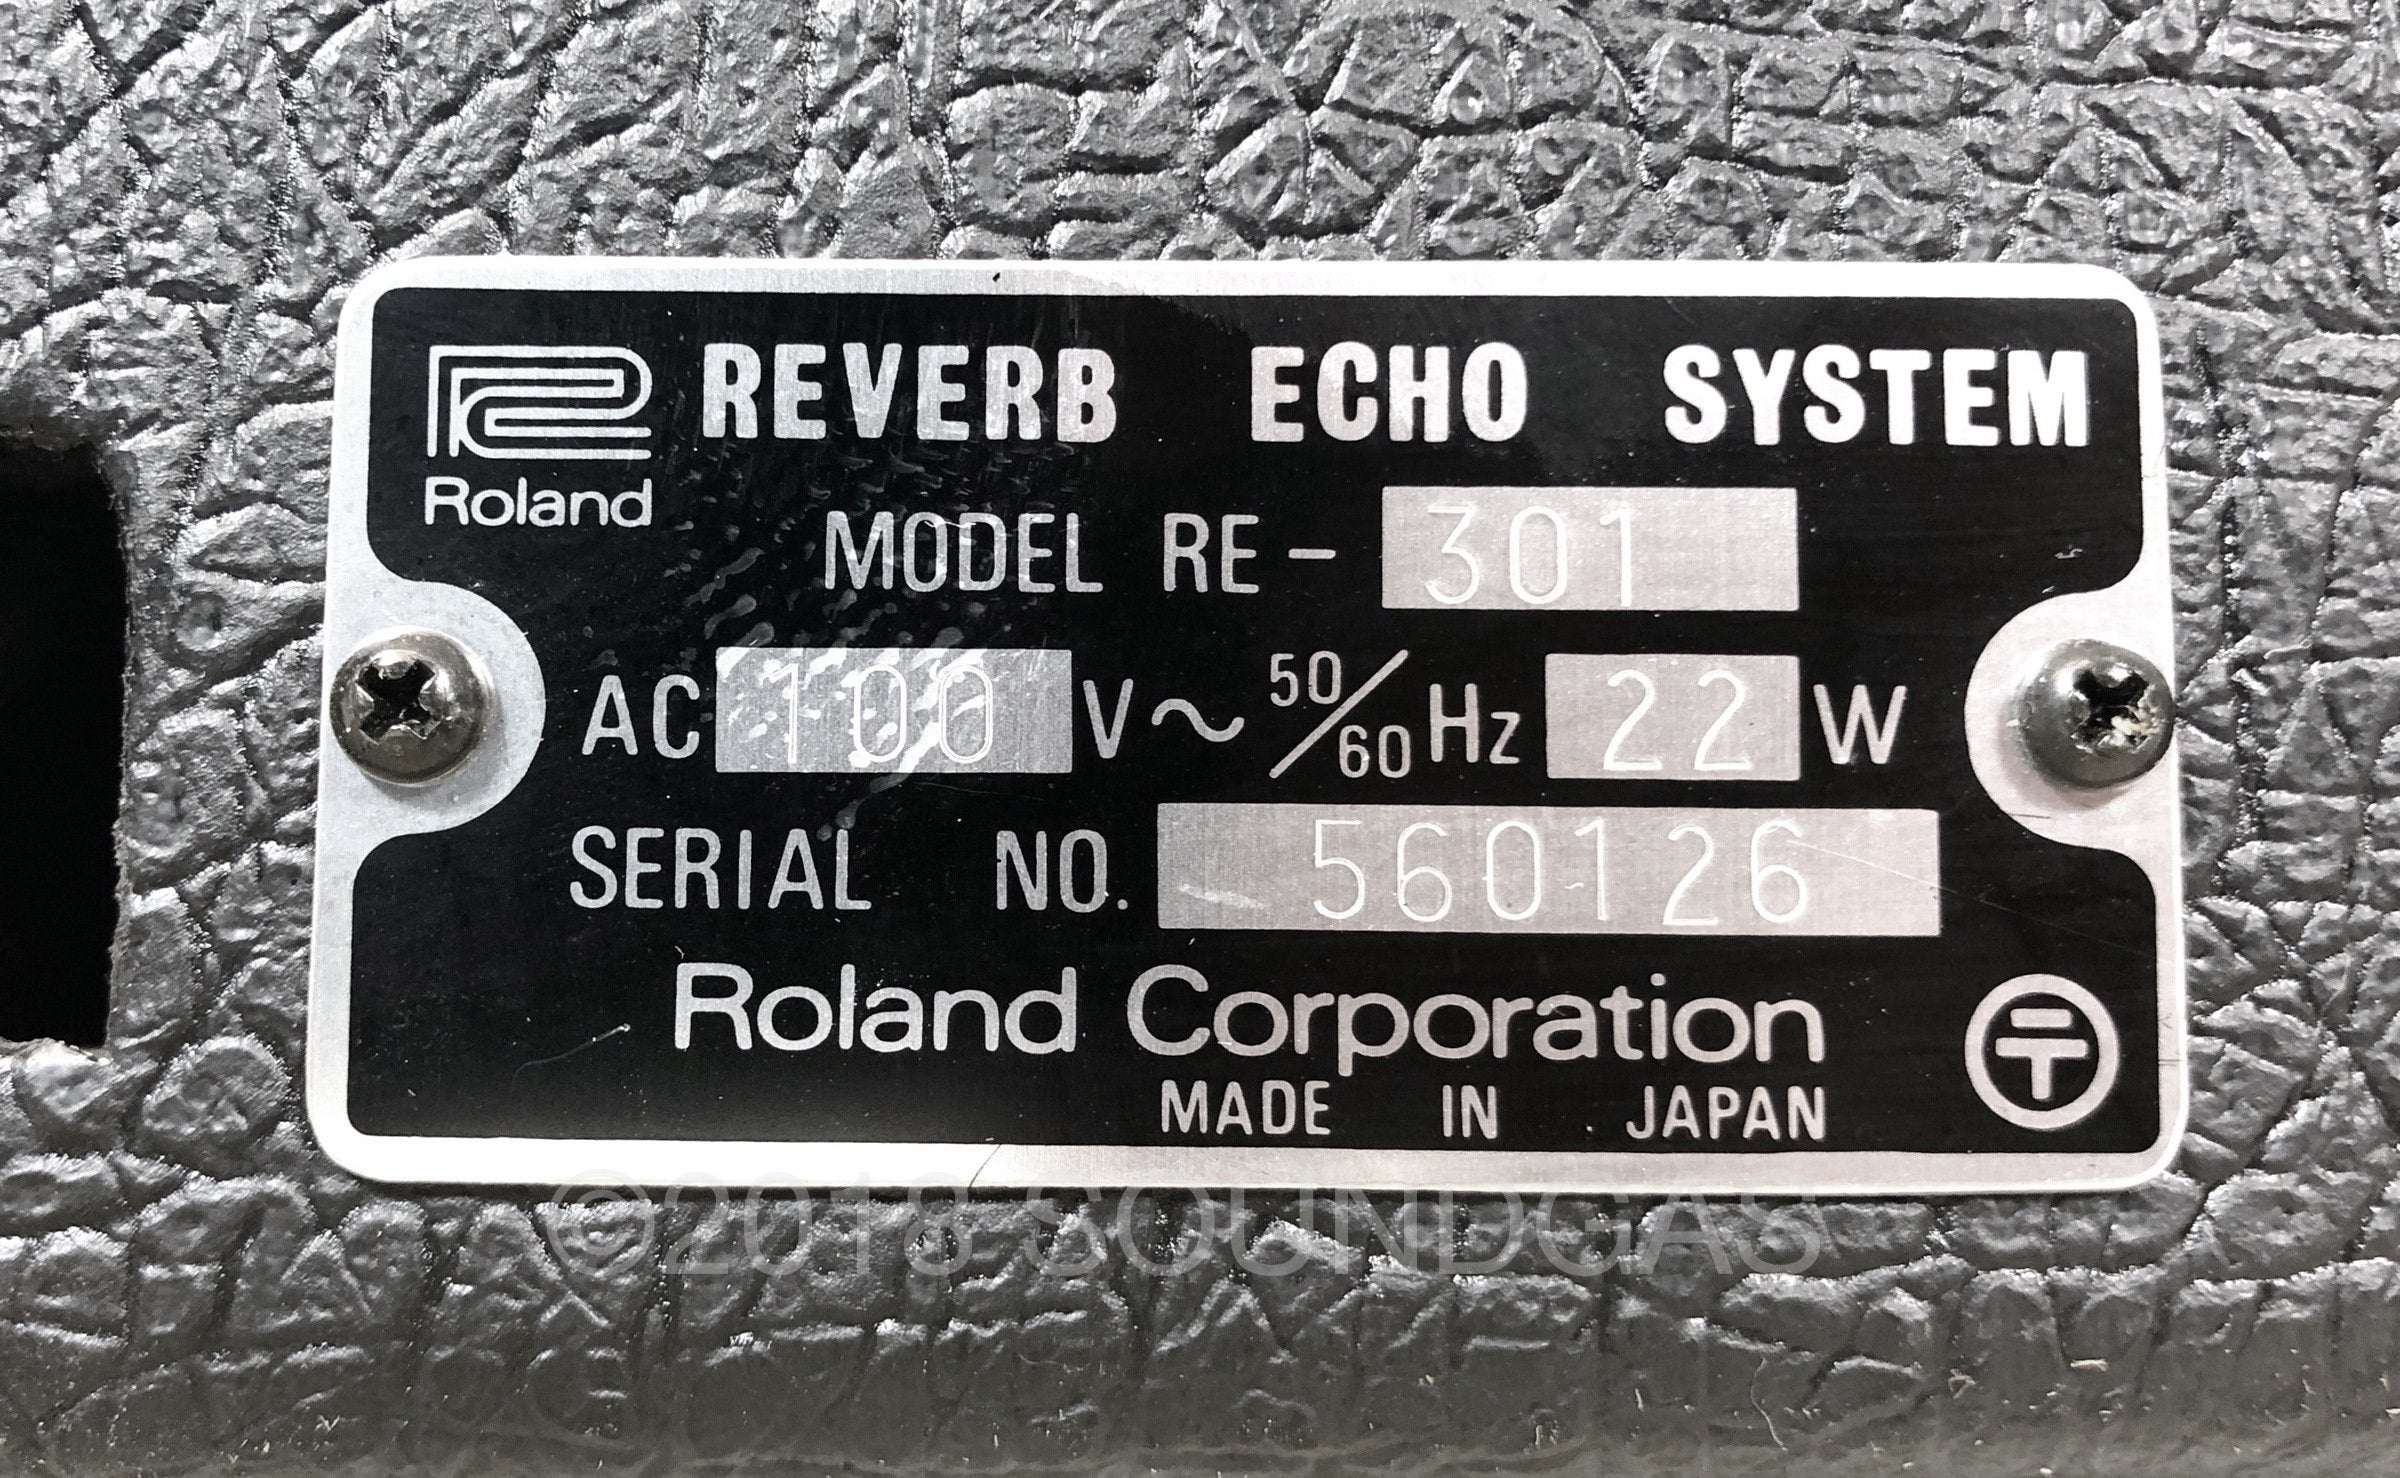 REVERB ECHO SYSTEM
Roland
MODEL RE- 301
AC 100 V ~ 50/60 Hz 22 W
SERIAL NO. 560126
Roland Corporation
MADE IN JAPAN
©2018 SOUNDGAS